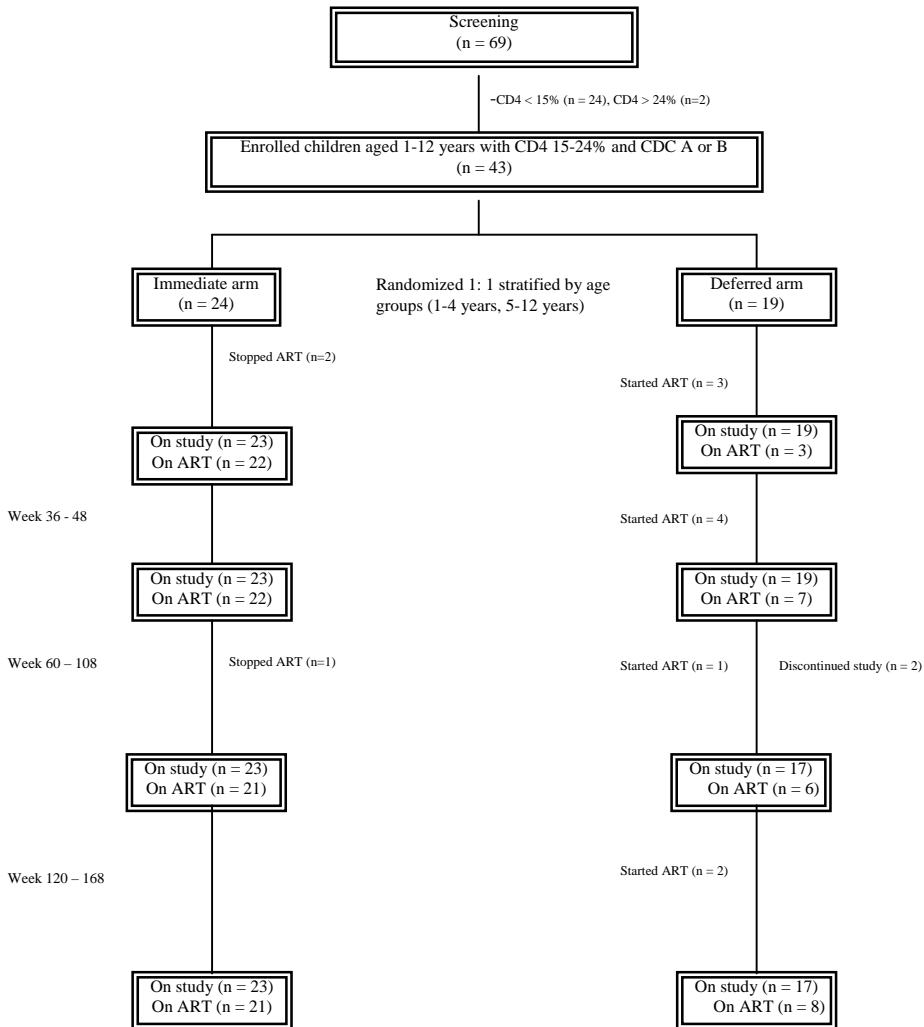 Screening
(n = 69)
-CD4 < 15% (n = 24), CD4 > 24% (n=2)
Enrolled children aged 1-12 years with CD4 15-24% and CDC A or B
(n = 43)
Immediate arm
(n = 24)
Randomized 1: 1 stratified by age
groups (1-4 years, 5-12 years)
Deferred arm
(n = 19)
Stopped ART (n=2)
Started ART (n = 3)
On study (n = 23)
On ART (n = 22)
On study (n = 19)
On ART (n = 3)
Week 36 - 48
Started ART (n = 4)
On study (n = 23)
On ART (n = 22)
On study (n = 19)
On ART (n = 7)
Week 60 – 108
Stopped ART (n=1)
Started ART (n = 1)
Discontinued study (n = 2)
On study (n = 23)
On ART (n = 21)
On study (n = 17)
On ART (n = 6)
Week 120 – 168
Started ART (n = 2)
On study (n = 23)
On ART (n = 21)
On study (n = 17)
On ART (n = 8)